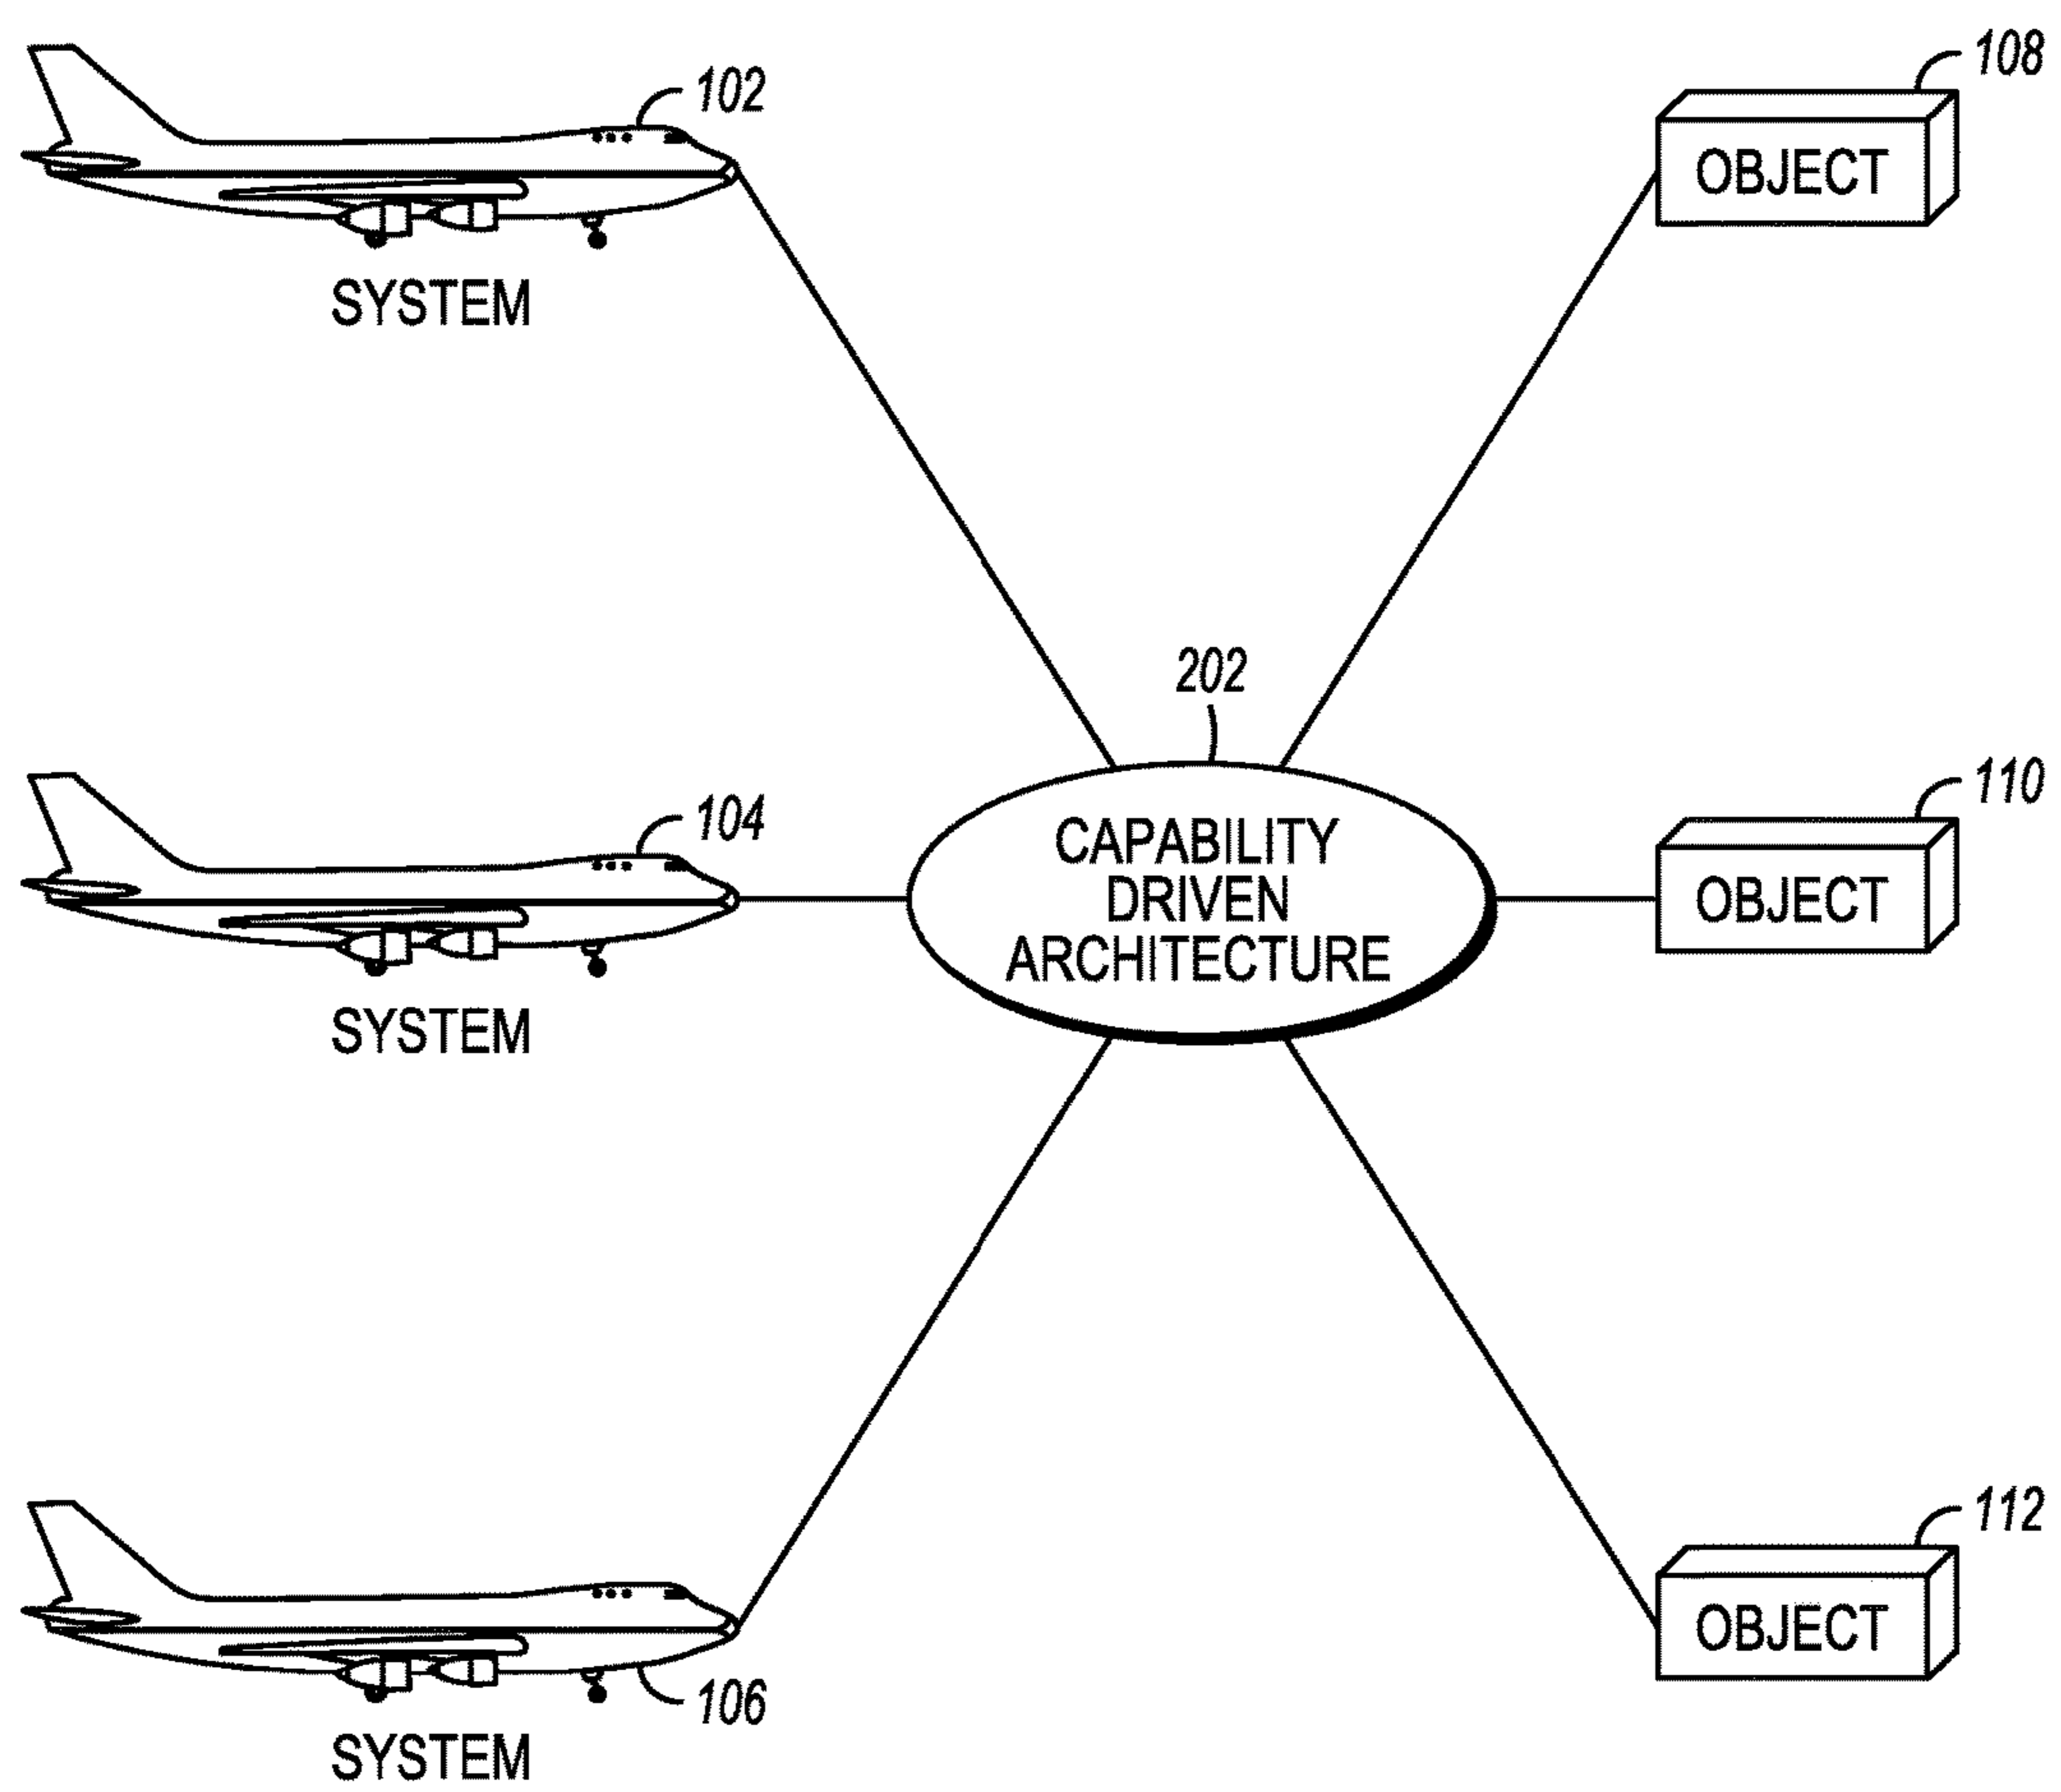 102
108
OBJECT
SYSTEM
202
104
110
CAPABILITY
DRIVEN
ARCHITECTURE
OBJECT
SYSTEM
112
OBJECT
106
SYSTEM